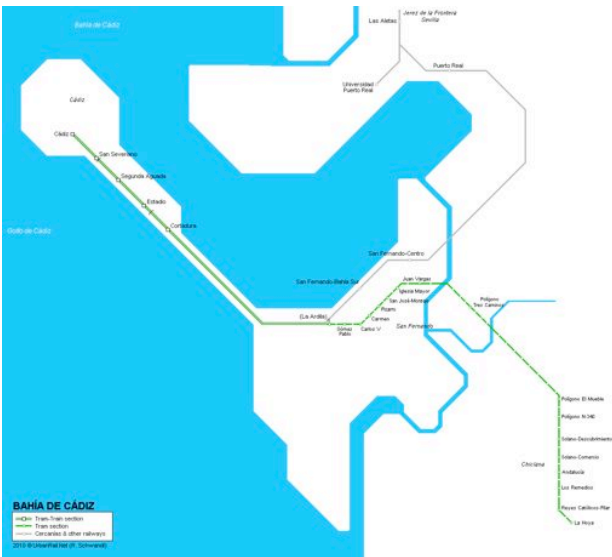 Bahía de Cádiz
Jerez de la Frontera
Sevilla
Las Aletas
Puerto Real
Universidad
Puerto Real
Cádiz
Cádiz
San Severiano
Segunda Aguada
Estadio
Cortadura
Golfo de Cádiz
San Fernando-Centro
San Fernando-Bahía Sur
Juan Vargas
Iglesia Mayor
San José-Moreno
Pizarro
Carmen
Carlos V
Gómez
Pablo
(La Ardila)
San Fernando
Polígono
Tres Caminos
Polígono El Mueble
Polígono N-340
Solano-Descubrimiento
Solano-Comercio
Andalucía
Los Remedios
Reyes Católicos-Pilar
La Hoya
Chiclana
BAHÍA DE CÁDIZ
Tram-Train section
Tram section
Cercanías & other railways
2010 © UrbanRail.Net (R. Schwandl)